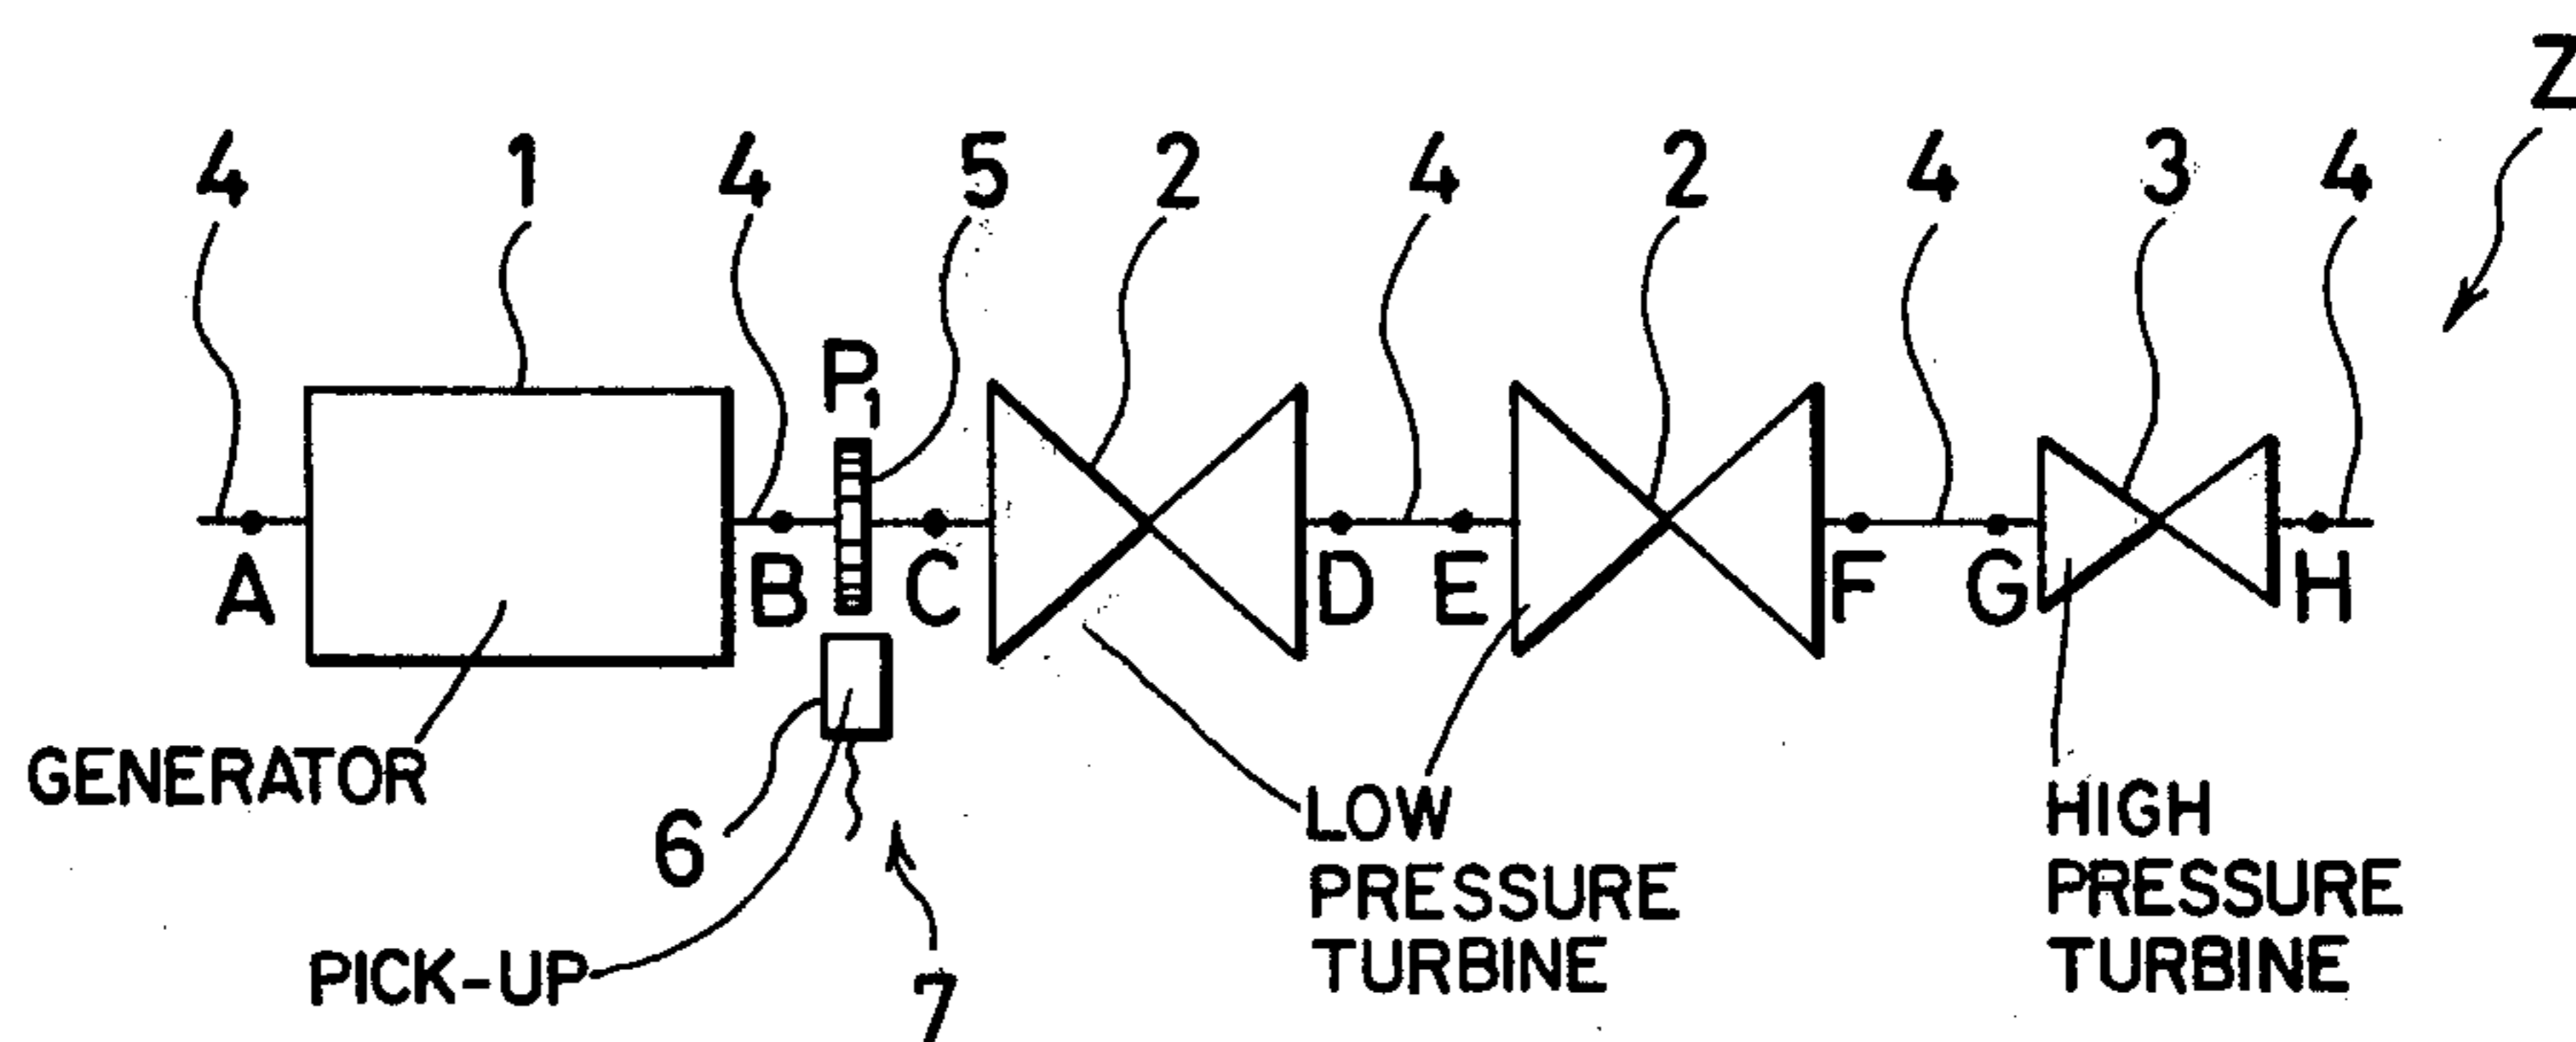 Z
4 1 4 5 2 4 2 4 3 4
P1
A B C D E F G H
GENERATOR
6
PICK-UP
7
LOW
PRESSURE
TURBINE
HIGH
PRESSURE
TURBINE